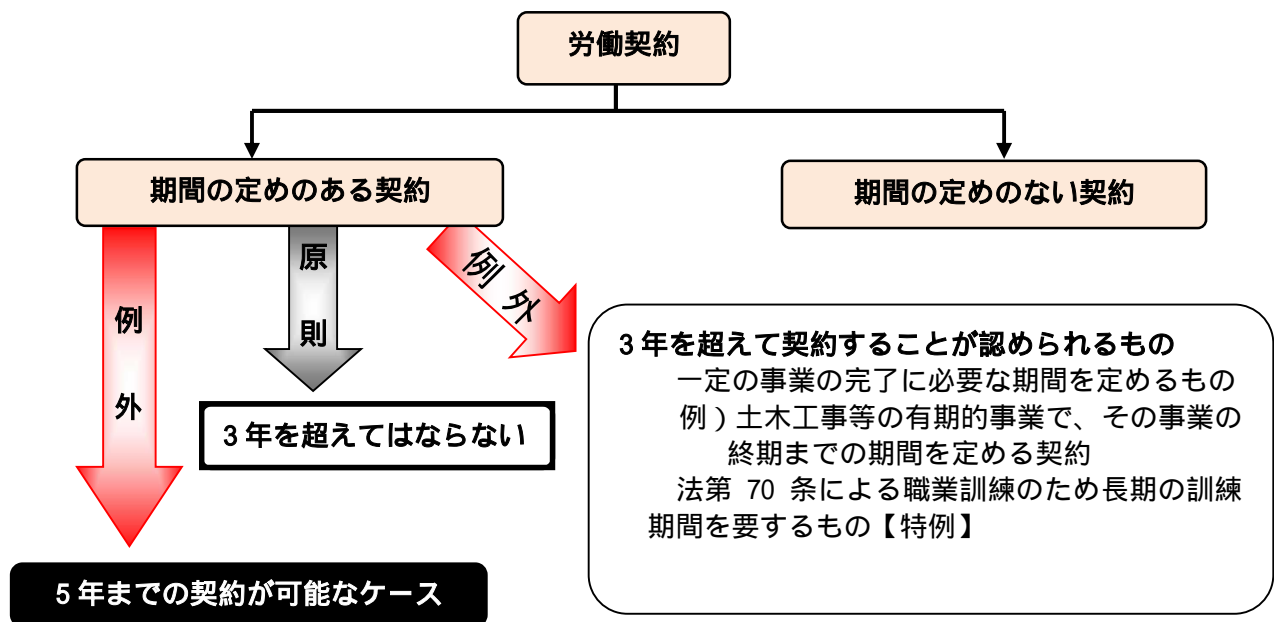 労働契約
期間の定めのある契約
期間の定めのない契約
例外
原則
例外
3年を超えてはならない
5年までの契約が可能なケース
3年を超えて契約することが認められるもの
一定の事業の完了に必要な期間を定めるもの
例）土木工事等の有期的事業で、その事業の
終期までの期間を定める契約
法第 70 条による職業訓練のため長期の訓練
期間を要するもの【特例】